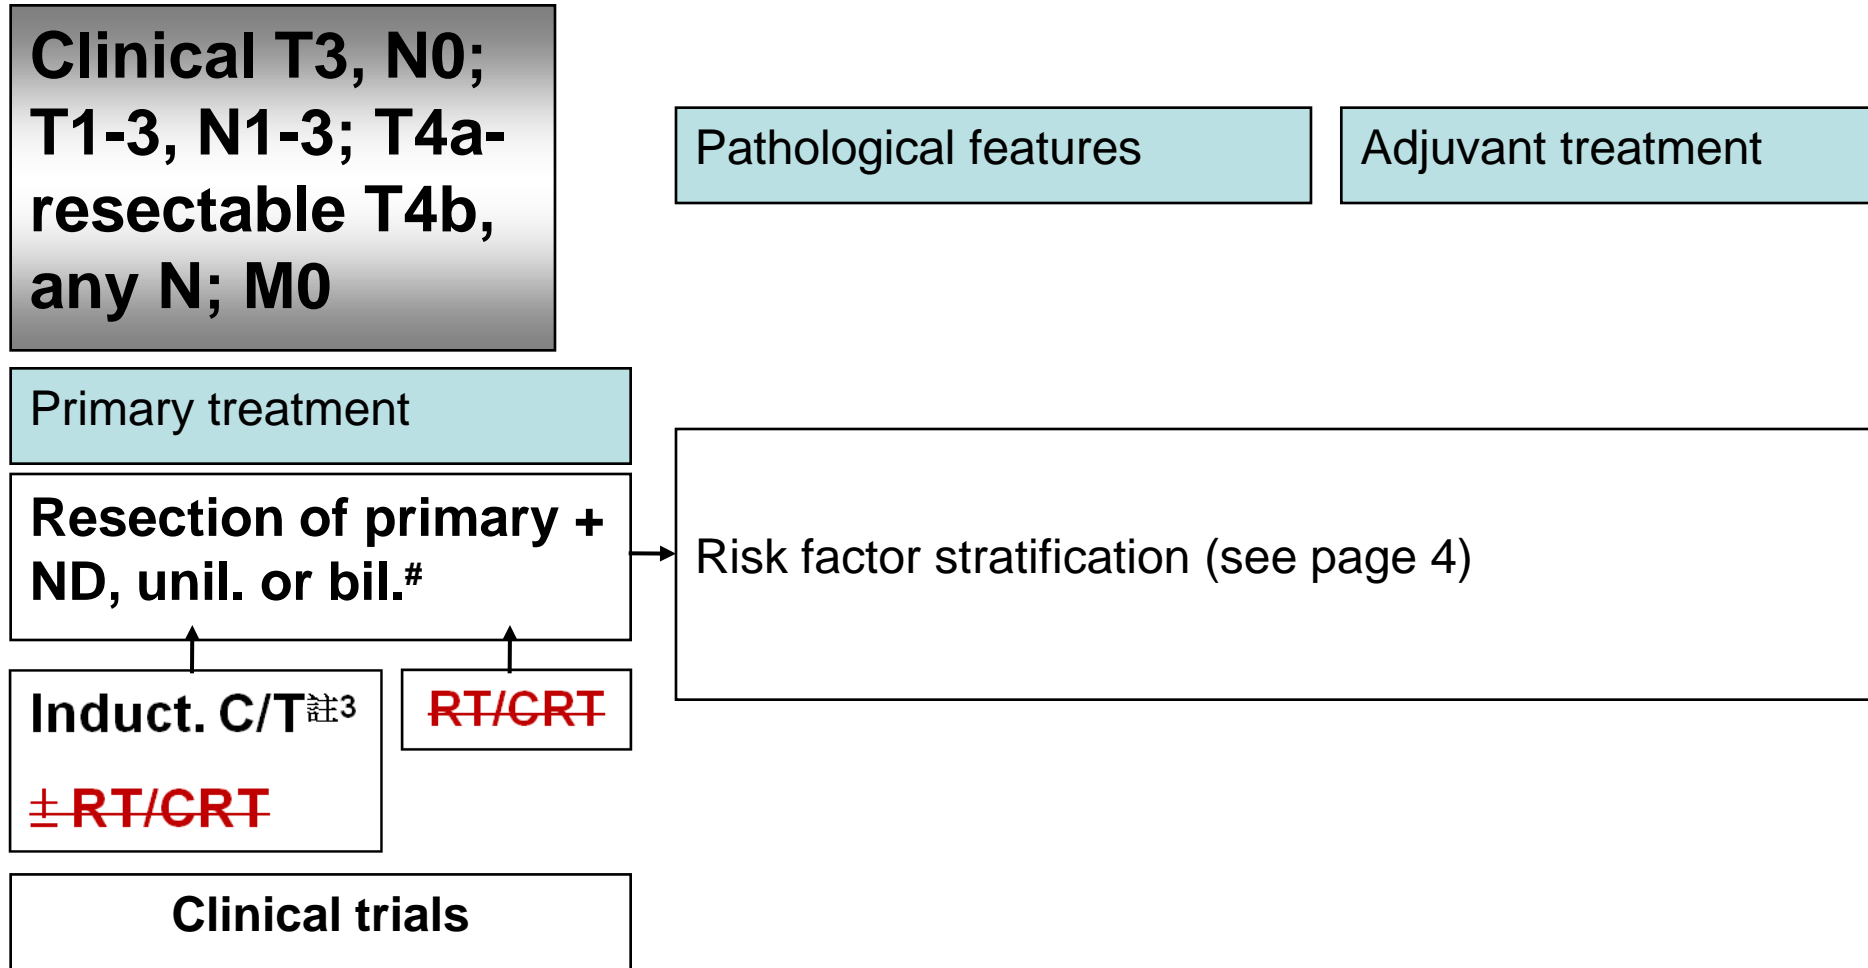 Clinical T3, N0;
T1-3, N1-3; T4a-
resectable T4b,
any N; M0
Pathological features
Adjuvant treatment
Primary treatment
Resection of primary +
ND, unil. or bil.#
Risk factor stratification (see page 4)
Induct. C/T註3
± RT/CRT
RT/CRT
Clinical trials